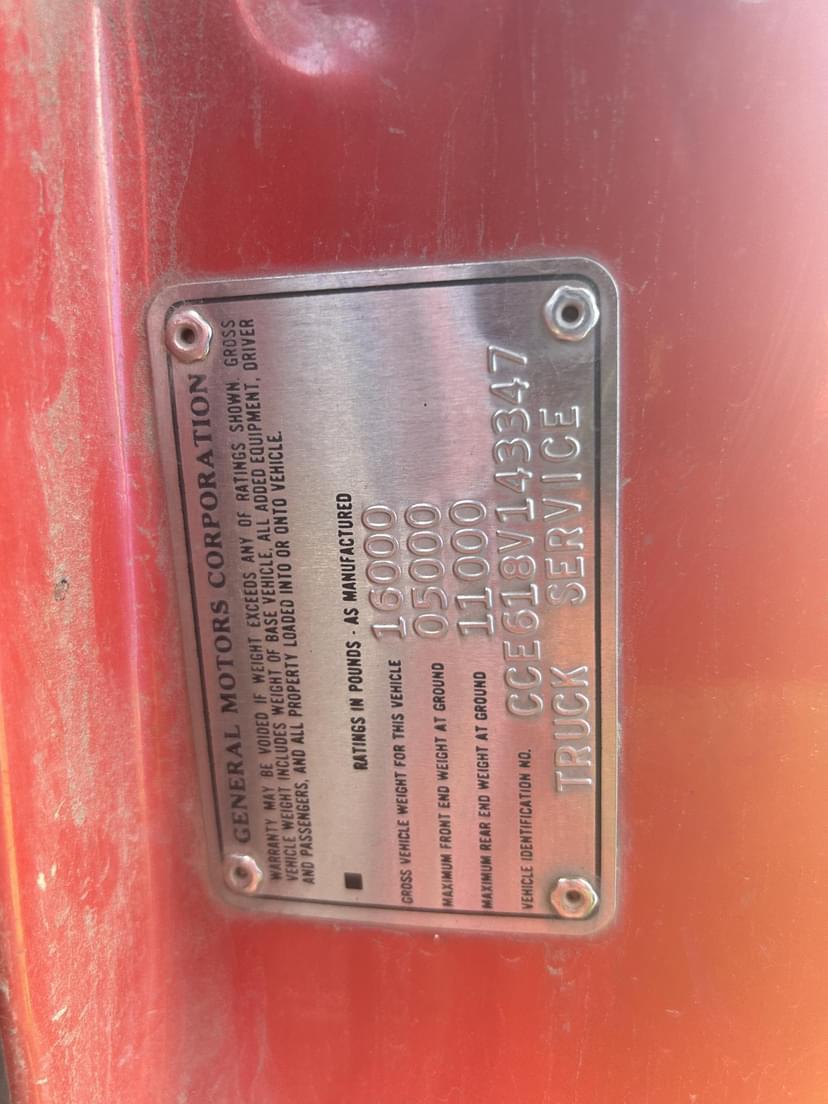 GENERAL MOTORS CORPORATION
WARRANTY MAY BE VOIDED IF WEIGHT EXCEEDS ANY OF RATINGS SHOWN. GROSS
VEHICLE WEIGHT INCLUDES WEIGHT OF BASE VEHICLE, ALL ADDED EQUIPMENT, DRIVER
AND PASSENGERS, AND ALL PROPERTY LOADED INTO OR ONTO VEHICLE.
RATINGS IN POUNDS - AS MANUFACTURED
GROSS VEHICLE WEIGHT FOR THIS VEHICLE 16000
MAXIMUM FRONT END WEIGHT AT GROUND 05000
MAXIMUM REAR END WEIGHT AT GROUND 11000
VEHICLE IDENTIFICATION NO. CCE618V143347
TRUCK SERVICE